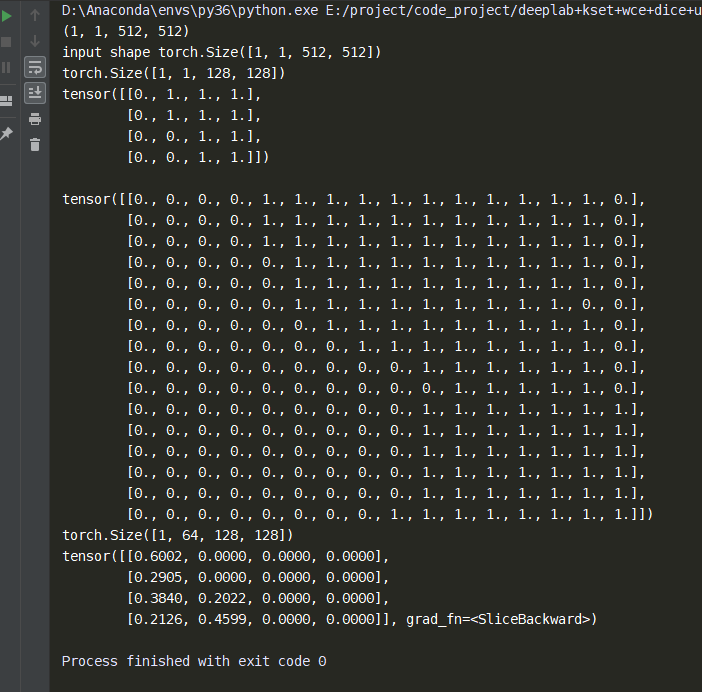 D:\Anaconda\envs\py36\python.exe E:/project/code_project/deeplab+kset+wce+dice+u
(1, 1, 512, 512)
input shape torch.Size([1, 1, 512, 512])
torch.Size([1, 1, 128, 128])
tensor([[0., 1., 1., 1.],
        [0., 1., 1., 1.],
        [0., 0., 1., 1.],
        [0., 0., 1., 1.]])

tensor([[0., 0., 0., 0., 1., 1., 1., 1., 1., 1., 1., 1., 1., 1., 1., 0.],
        [0., 0., 0., 0., 1., 1., 1., 1., 1., 1., 1., 1., 1., 1., 1., 0.],
        [0., 0., 0., 0., 1., 1., 1., 1., 1., 1., 1., 1., 1., 1., 1., 0.],
        [0., 0., 0., 0., 0., 1., 1., 1., 1., 1., 1., 1., 1., 1., 1., 0.],
        [0., 0., 0., 0., 0., 1., 1., 1., 1., 1., 1., 1., 1., 1., 1., 0.],
        [0., 0., 0., 0., 0., 1., 1., 1., 1., 1., 1., 1., 1., 1., 0., 0.],
        [0., 0., 0., 0., 0., 0., 1., 1., 1., 1., 1., 1., 1., 1., 1., 0.],
        [0., 0., 0., 0., 0., 0., 0., 1., 1., 1., 1., 1., 1., 1., 1., 0.],
        [0., 0., 0., 0., 0., 0., 0., 0., 0., 1., 1., 1., 1., 1., 1., 0.],
        [0., 0., 0., 0., 0., 0., 0., 0., 0., 0., 1., 1., 1., 1., 1., 0.],
        [0., 0., 0., 0., 0., 0., 0., 0., 0., 1., 1., 1., 1., 1., 1., 1.],
        [0., 0., 0., 0., 0., 0., 0., 0., 0., 1., 1., 1., 1., 1., 1., 1.],
        [0., 0., 0., 0., 0., 0., 0., 0., 0., 1., 1., 1., 1., 1., 1., 1.],
        [0., 0., 0., 0., 0., 0., 0., 0., 0., 1., 1., 1., 1., 1., 1., 1.],
        [0., 0., 0., 0., 0., 0., 0., 0., 0., 1., 1., 1., 1., 1., 1., 1.],
        [0., 0., 0., 0., 0., 0., 0., 0., 1., 1., 1., 1., 1., 1., 1., 1.]])
torch.Size([1, 64, 128, 128])
tensor([[0.6002, 0.0000, 0.0000, 0.0000],
        [0.2905, 0.0000, 0.0000, 0.0000],
        [0.3840, 0.2022, 0.0000, 0.0000],
        [0.2126, 0.4599, 0.0000, 0.0000]], grad_fn=<SliceBackward>)

Process finished with exit code 0